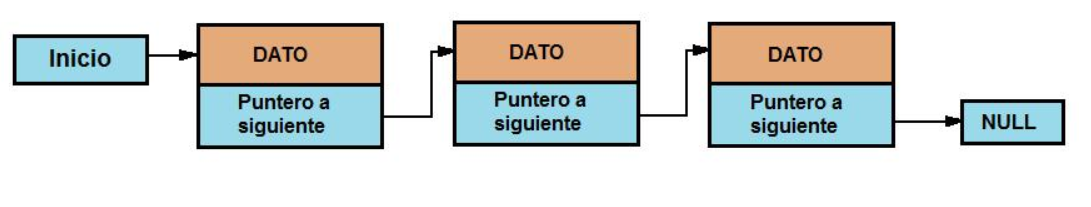 Inicio
DATO
Puntero a
siguiente
DATO
Puntero a
siguiente
DATO
Puntero a
siguiente
NULL